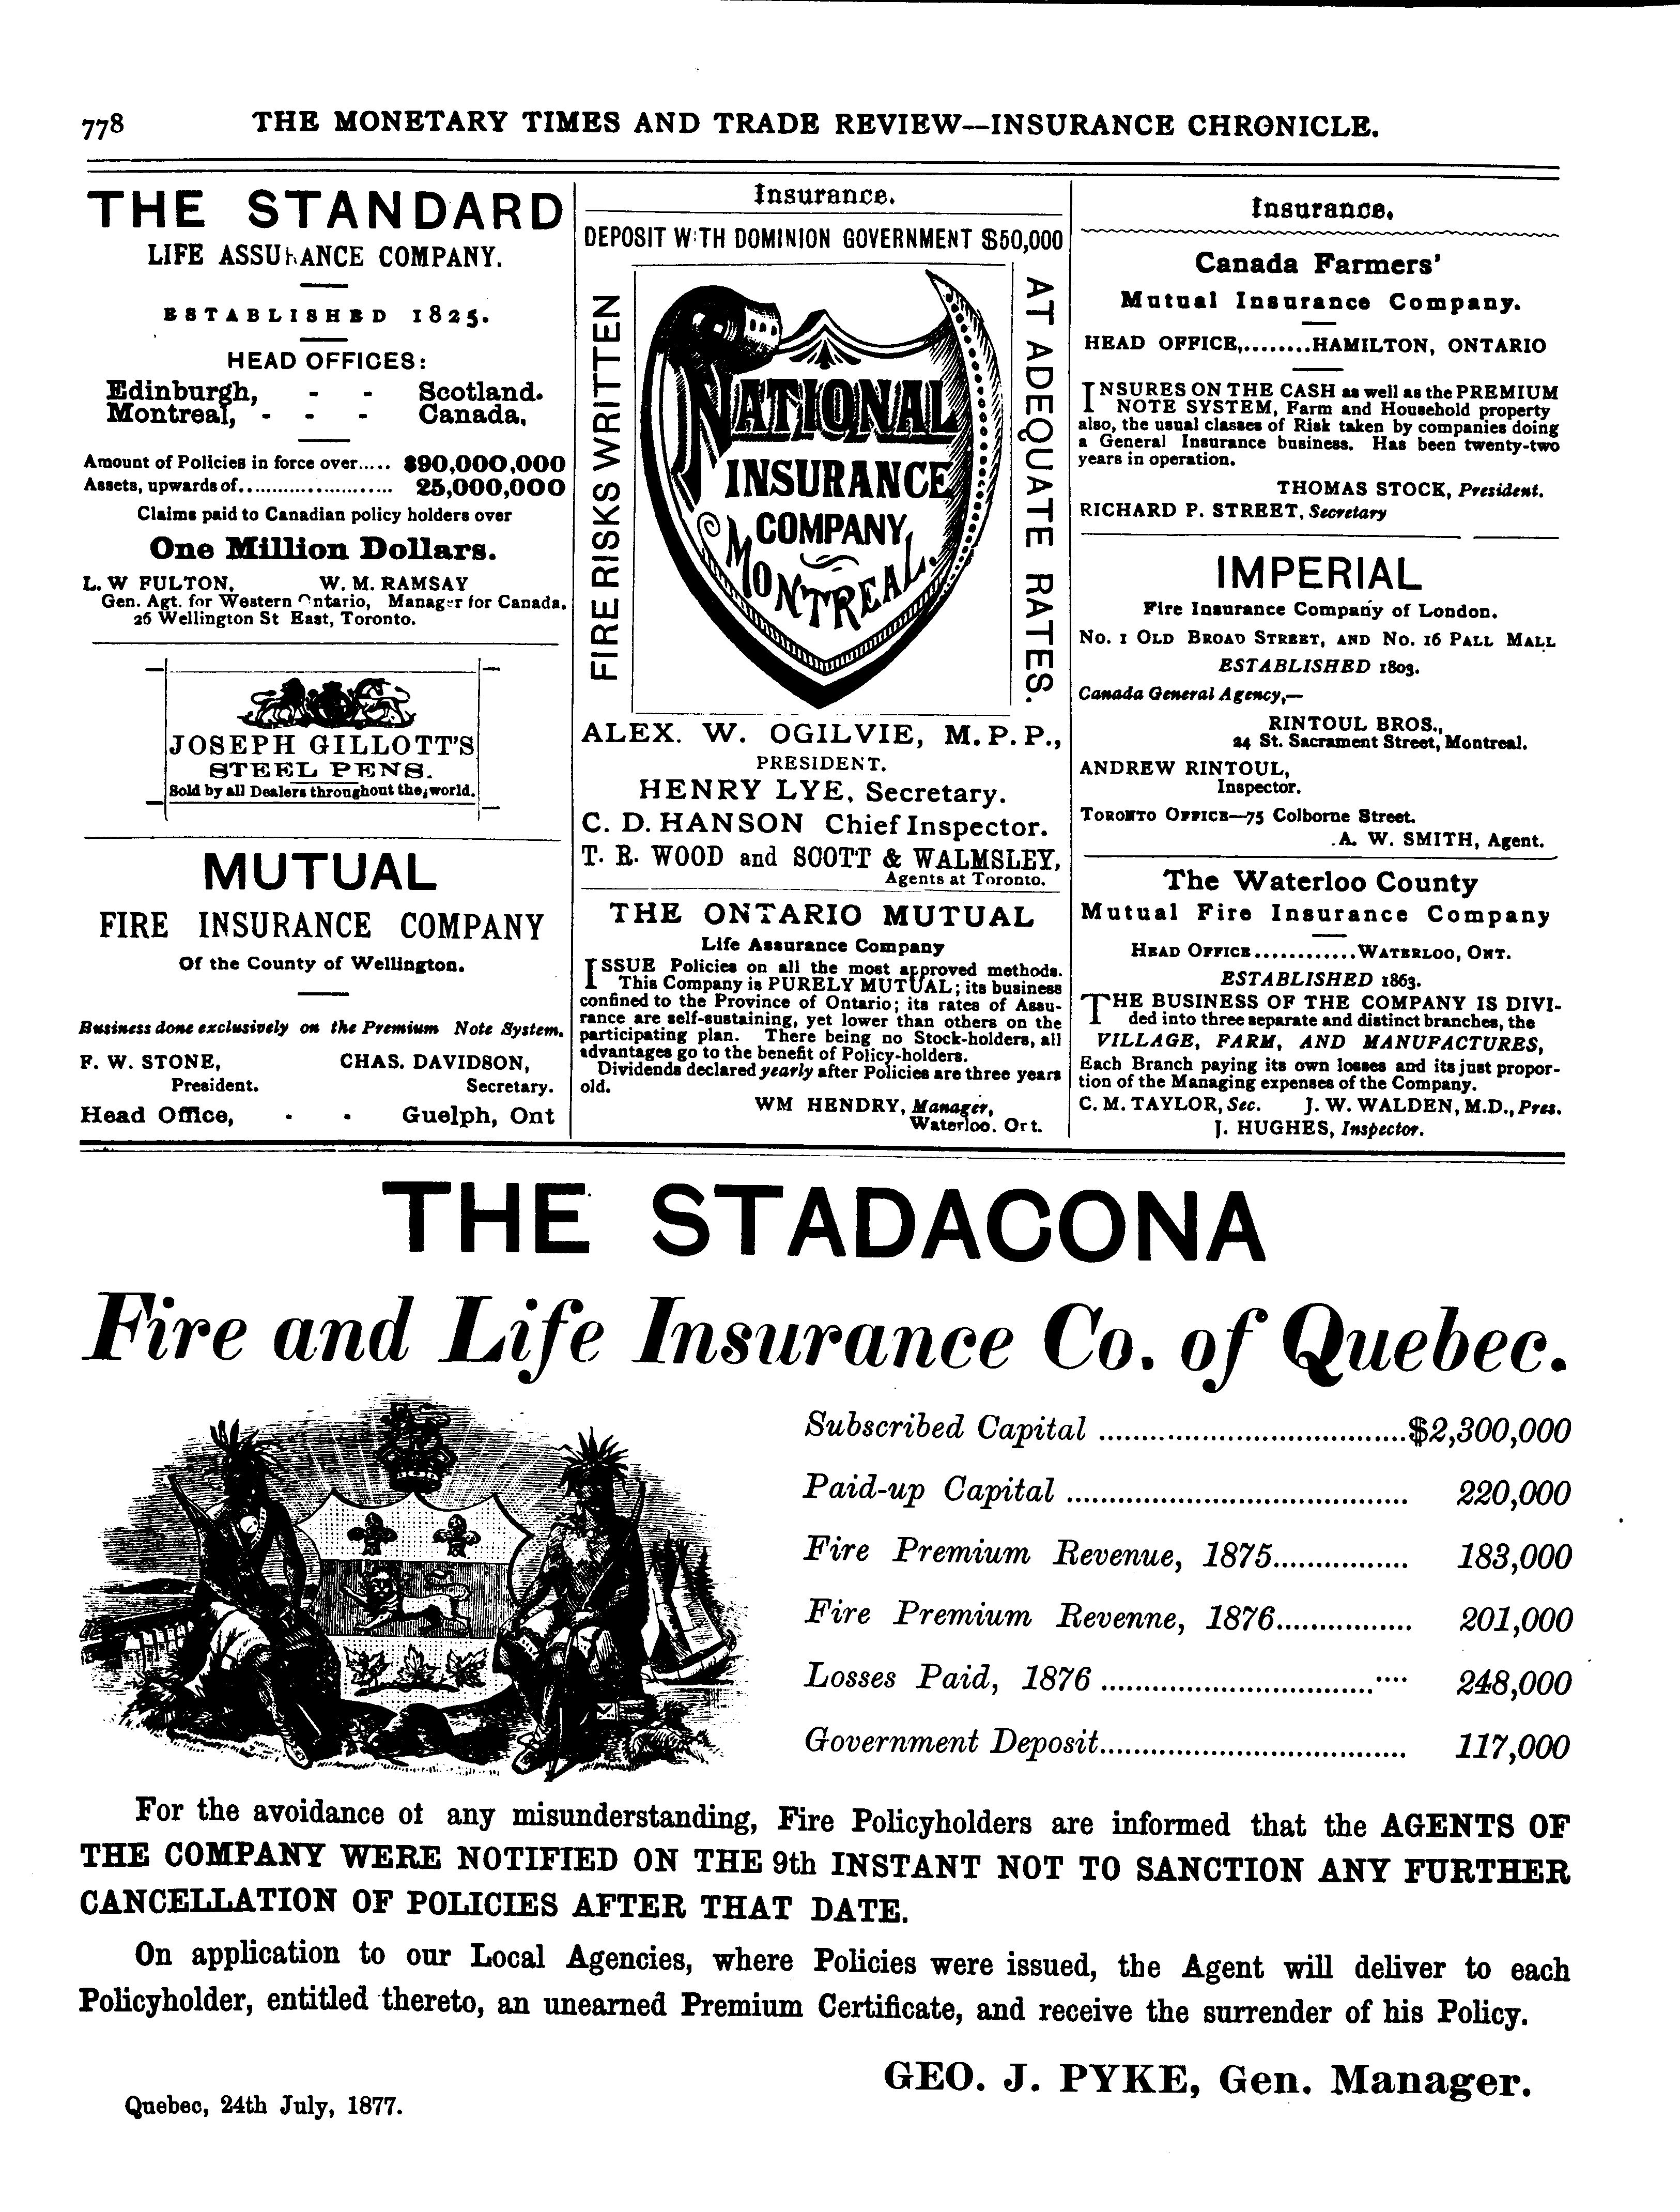 778
THE MONETARY TIMES AND TRADE REVIEW—INSURANCE CHRONICLE.
THE STANDARD
LIFE ASSURANCE COMPANY.
ESTABLISHED 1825.
HEAD OFFICES:
Edinburgh, - - Scotland.
Montreal, - - - Canada,
Amount of Policies in force over..... $90,000,000
Assets, upwards of....................... 25,000,000
Claims paid to Canadian policy holders over
One Million Dollars.
L. W FULTON, W. M. RAMSAY
Gen. Agt. for Western Ontario, Manager for Canada.
26 Wellington St East, Toronto.
JOSEPH GILLOTT'S
STEEL PENS.
Sold by all Dealers throughout the world.
MUTUAL
FIRE INSURANCE COMPANY
Of the County of Wellington.
Business done exclusively on the Premium Note System.
F. W. STONE, CHAS. DAVIDSON,
President. Secretary.
Head Office, - - Guelph, Ont
Insurance.
DEPOSIT WITH DOMINION GOVERNMENT $50,000
FIRE RISKS WRITTEN
NATIONAL
INSURANCE
COMPANY,
MONTREAL.
AT ADEQUATE RATES.
ALEX. W. OGILVIE, M.P.P.,
PRESIDENT.
HENRY LYE, Secretary.
C. D. HANSON Chief Inspector.
T. R. WOOD and SCOTT & WALMSLEY,
Agents at Toronto.
THE ONTARIO MUTUAL
Life Assurance Company
ISSUE Policies on all the most approved methods.
This Company is PURELY MUTUAL; its business
confined to the Province of Ontario; its rates of Assu-
rance are self-sustaining, yet lower than others on the
participating plan. There being no Stock-holders, all
advantages go to the benefit of Policy-holders.
Dividends declared yearly after Policies are three years
old.
WM HENDRY, Manager,
Waterloo. Ort.
Insurance.
Canada Farmers'
Mutual Insurance Company.
HEAD OFFICE,........HAMILTON, ONTARIO
INSURES ON THE CASH as well as the PREMIUM
NOTE SYSTEM, Farm and Household property
also, the usual classes of Risk taken by companies doing
a General Insurance business. Has been twenty-two
years in operation.
THOMAS STOCK, President.
RICHARD P. STREET, Secretary
IMPERIAL
Fire Insurance Company of London.
No. 1 OLD BROAD STREET, AND No. 16 PALL MALL
ESTABLISHED 1803.
Canada General Agency,—
RINTOUL BROS.,
24 St. Sacrament Street, Montreal.
ANDREW RINTOUL,
Inspector.
TORONTO OFFICE—75 Colborne Street.
A. W. SMITH, Agent.
The Waterloo County
Mutual Fire Insurance Company
HEAD OFFICE............WATERLOO, ONT.
ESTABLISHED 1863.
THE BUSINESS OF THE COMPANY IS DIVI-
ded into three separate and distinct branches, the
VILLAGE, FARM, AND MANUFACTURES,
Each Branch paying its own losses and its just propor-
tion of the Managing expenses of the Company.
C. M. TAYLOR, Sec. J. W. WALDEN, M.D., Pres.
J. HUGHES, Inspector.
THE STADACONA
Fire and Life Insurance Co. of Quebec.
Subscribed Capital ....................................$2,300,000
Paid-up Capital ........................................ 220,000
Fire Premium Revenue, 1875................ 183,000
Fire Premium Revenne, 1876................ 201,000
Losses Paid, 1876 .................................... 248,000
Government Deposit.................................... 117,000
For the avoidance of any misunderstanding, Fire Policyholders are informed that the AGENTS OF
THE COMPANY WERE NOTIFIED ON THE 9th INSTANT NOT TO SANCTION ANY FURTHER
CANCELLATION OF POLICIES AFTER THAT DATE.
On application to our Local Agencies, where Policies were issued, the Agent will deliver to each
Policyholder, entitled thereto, an unearned Premium Certificate, and receive the surrender of his Policy.
GEO. J. PYKE, Gen. Manager.
Quebec, 24th July, 1877.